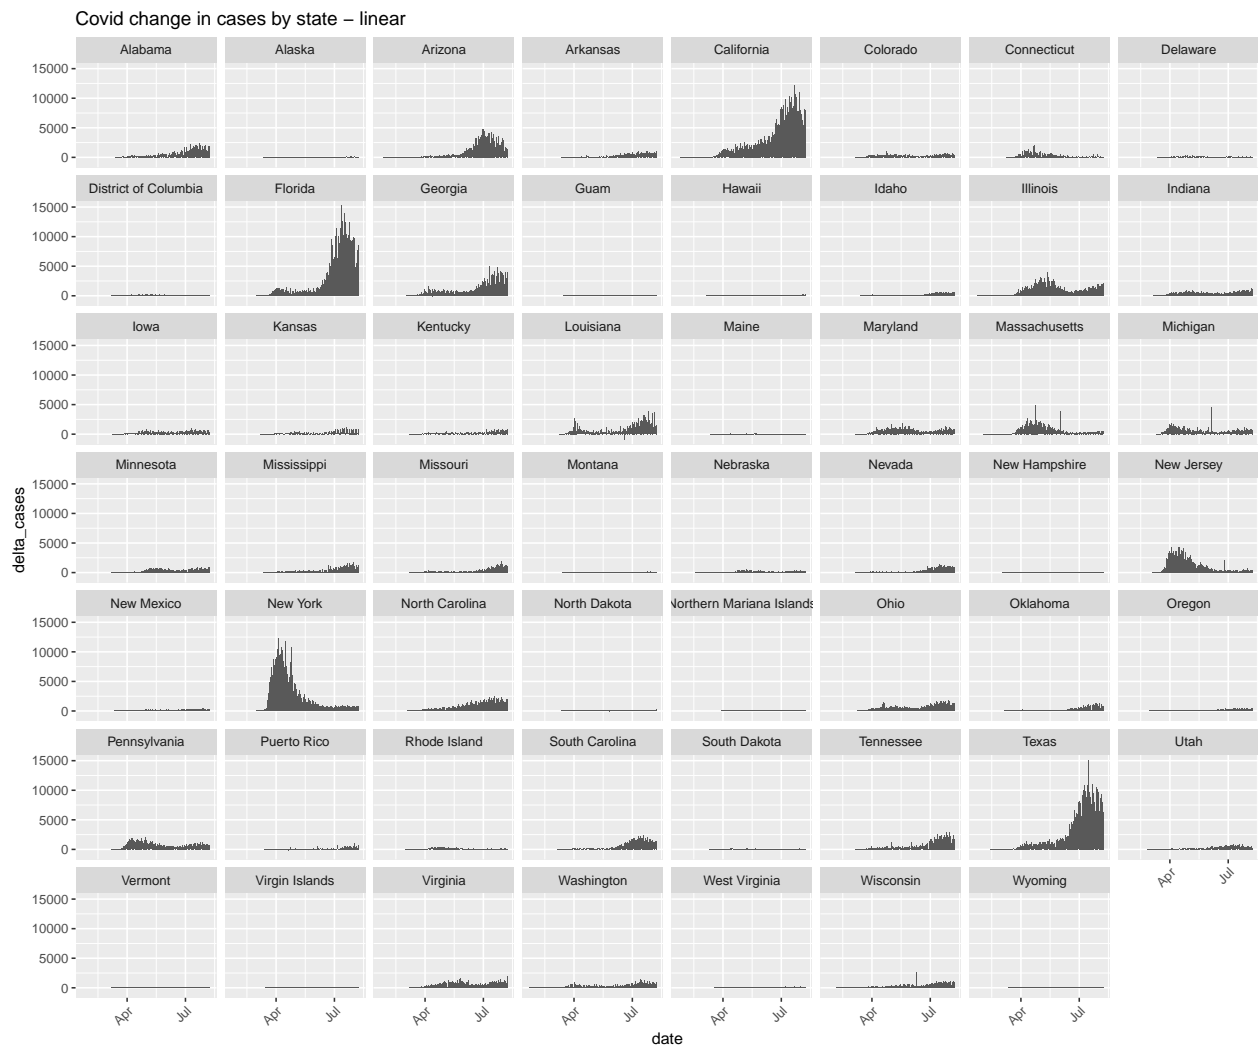 Covid change in cases by state – linear
Alabama Alaska Arizona Arkansas California Colorado Connecticut Delaware
15000
10000
5000
0
District of Columbia Florida Georgia Guam Hawaii Idaho Illinois Indiana
15000
10000
5000
0
Iowa Kansas Kentucky Louisiana Maine Maryland Massachusetts Michigan
15000
10000
5000
0
Minnesota Mississippi Missouri Montana Nebraska Nevada New Hampshire New Jersey
15000
10000
5000
0
delta_cases
New Mexico New York North Carolina North Dakota Northern Mariana Islands Ohio Oklahoma Oregon
15000
10000
5000
0
Pennsylvania Puerto Rico Rhode Island South Carolina South Dakota Tennessee Texas Utah
15000
10000
5000
0
Apr Jul
Vermont Virgin Islands Virginia Washington West Virginia Wisconsin Wyoming
15000
10000
5000
0
Apr Jul Apr Jul Apr Jul Apr Jul Apr Jul Apr Jul Apr Jul
date